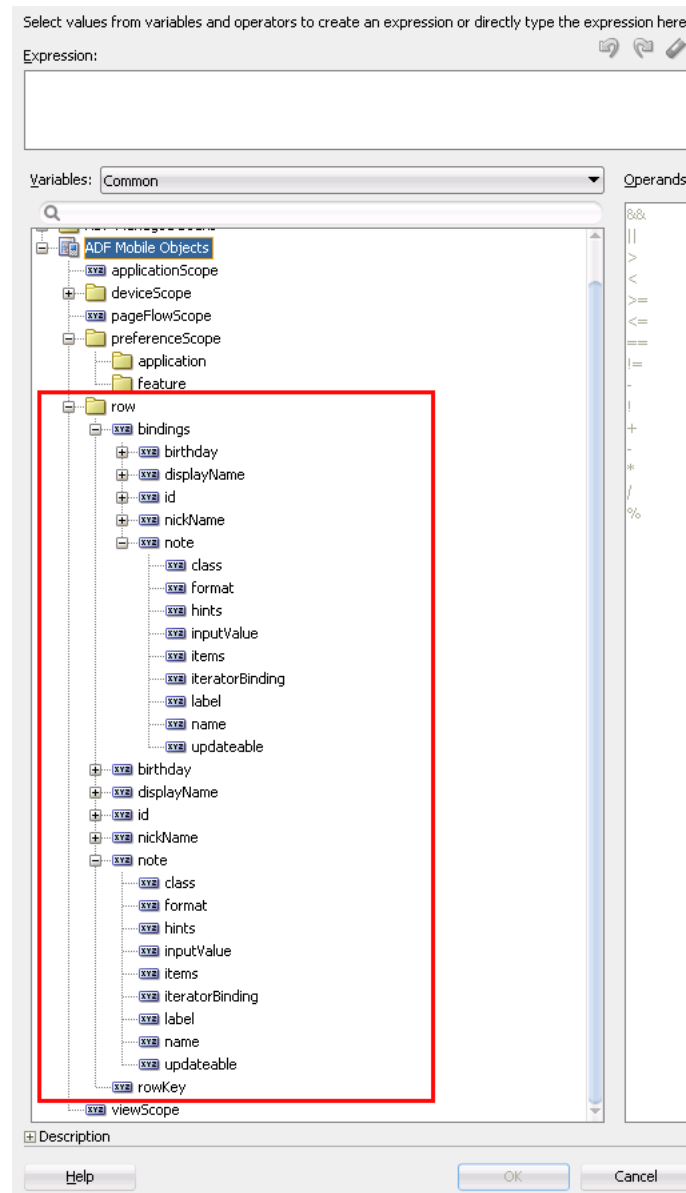 Select values from variables and operators to create an expression or directly type the expression here
Expression:
Variables: Common
Operands
ADF Mobile Objects
applicationScope
deviceScope
pageFlowScope
preferenceScope
application
feature
row
bindings
birthday
displayName
id
nickName
note
class
format
hints
inputValue
items
iteratorBinding
label
name
updateable
birthday
displayName
id
nickName
note
class
format
hints
inputValue
items
iteratorBinding
label
name
updateable
rowKey
viewScope
&&
||
>
<
>=
<=
==
!=
-
!
+
-
*
/
%
Description
Help
OK
Cancel